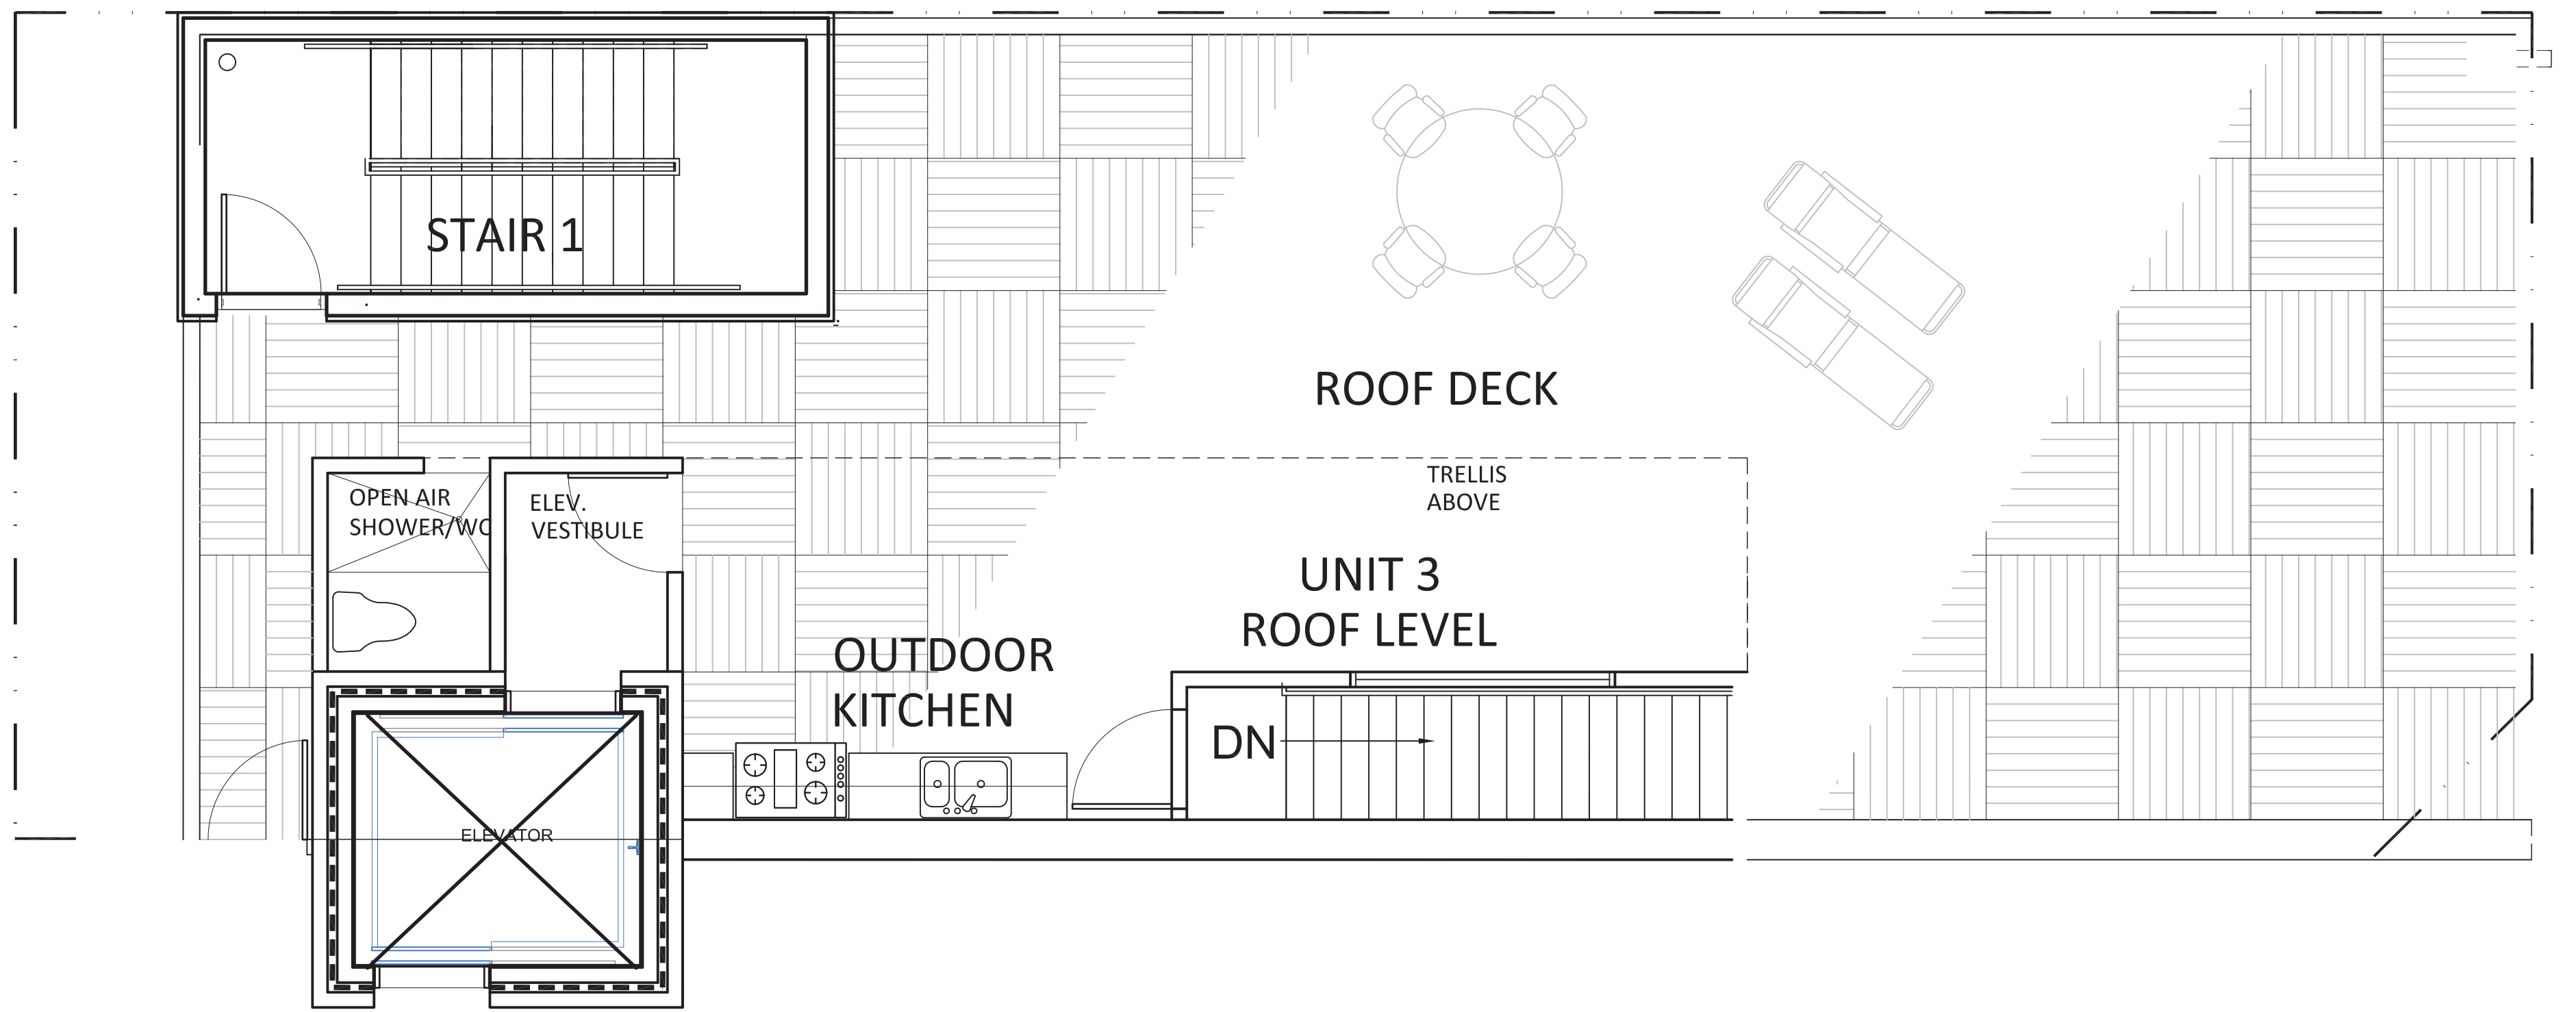 STAIR 1
ROOF DECK
TRELLIS
ABOVE
OPEN AIR
SHOWER/WC
ELEV.
VESTIBULE
UNIT 3
ROOF LEVEL
OUTDOOR
KITCHEN
DN
ELEVATOR